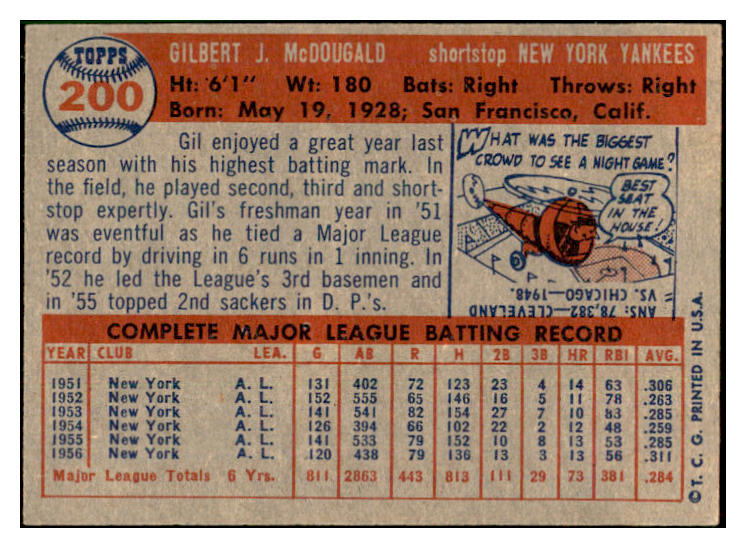 TOPPS
200
GILBERT J. McDOUGALD shortstop NEW YORK YANKEES
Ht: 6'1" Wt: 180 Bats: Right Throws: Right
Born: May 19, 1928; San Francisco, Calif.
Gil enjoyed a great year last
season with his highest batting mark. In
the field, he played second, third and short-
stop expertly. Gil's freshman year in '51
was eventful as he tied a Major League
record by driving in 6 runs in 1 inning. In
'52 he led the League's 3rd basemen and
in '55 topped 2nd sackers in D. P.'s.
WHAT WAS THE BIGGEST
CROWD TO SEE A NIGHT GAME?
BEST
SEAT
IN THE
HOUSE!
ANS: 78,382—CLEVELAND
VS. CHICAGO—1948.
COMPLETE MAJOR LEAGUE BATTING RECORD
YEAR CLUB LEA. G AB R H 2B 3B HR RBI AVG.
1951 New York A. L. 131 402 72 123 23 4 14 63 .306
1952 New York A. L. 152 555 65 146 16 5 11 78 .263
1953 New York A. L. 141 541 82 154 27 7 10 83 .285
1954 New York A. L. 126 394 66 102 22 2 12 48 .259
1955 New York A. L. 141 533 79 152 10 8 13 53 .285
1956 New York A. L. 120 438 79 136 13 3 13 56 .311
Major League Totals 6 Yrs. 811 2863 443 813 111 29 73 381 .284
© T. C. G. PRINTED IN U.S.A.